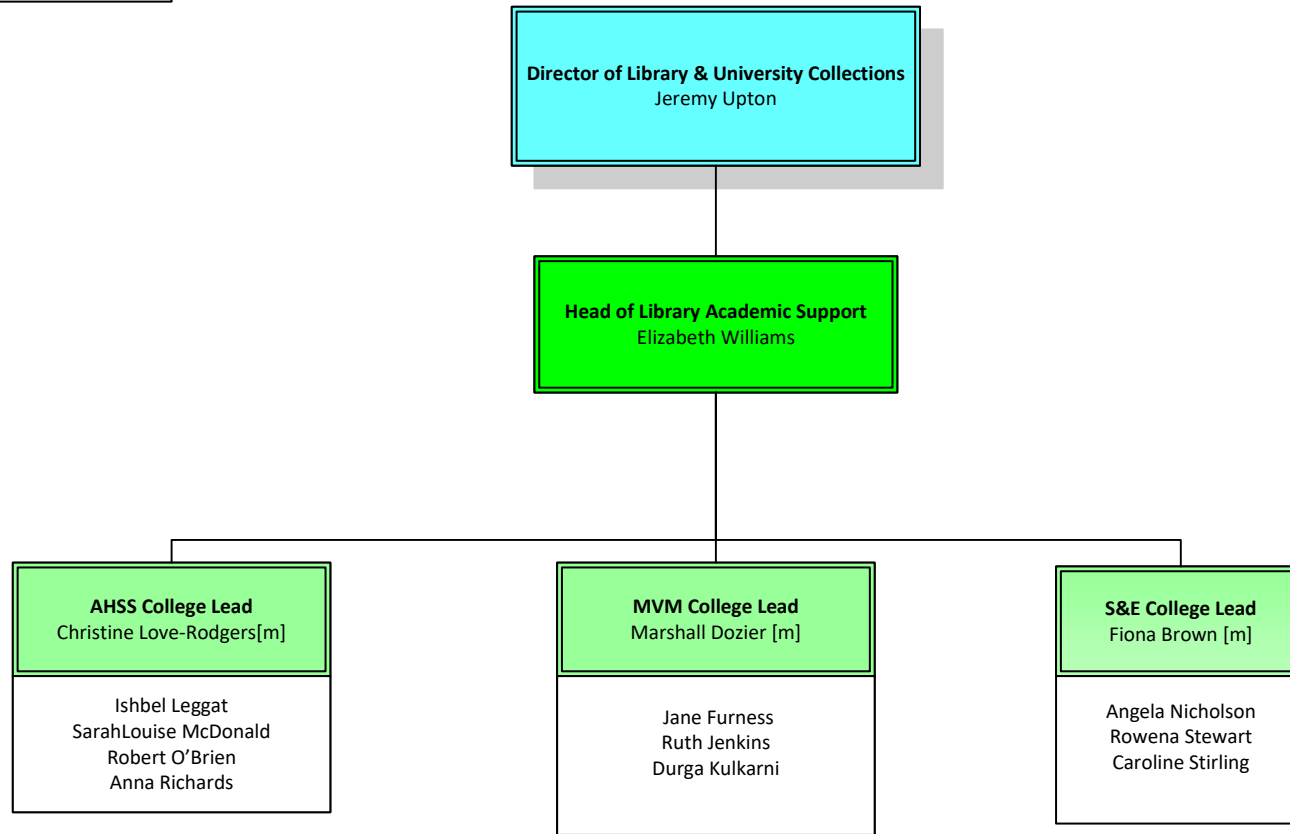 Director of Library & University Collections
Jeremy Upton
Head of Library Academic Support
Elizabeth Williams
AHSS College Lead
Christine Love-Rodgers[m]
Ishbel Leggat
SarahLouise McDonald
Robert O’Brien
Anna Richards
MVM College Lead
Marshall Dozier [m]
Jane Furness
Ruth Jenkins
Durga Kulkarni
S&E College Lead
Fiona Brown [m]
Angela Nicholson
Rowena Stewart
Caroline Stirling